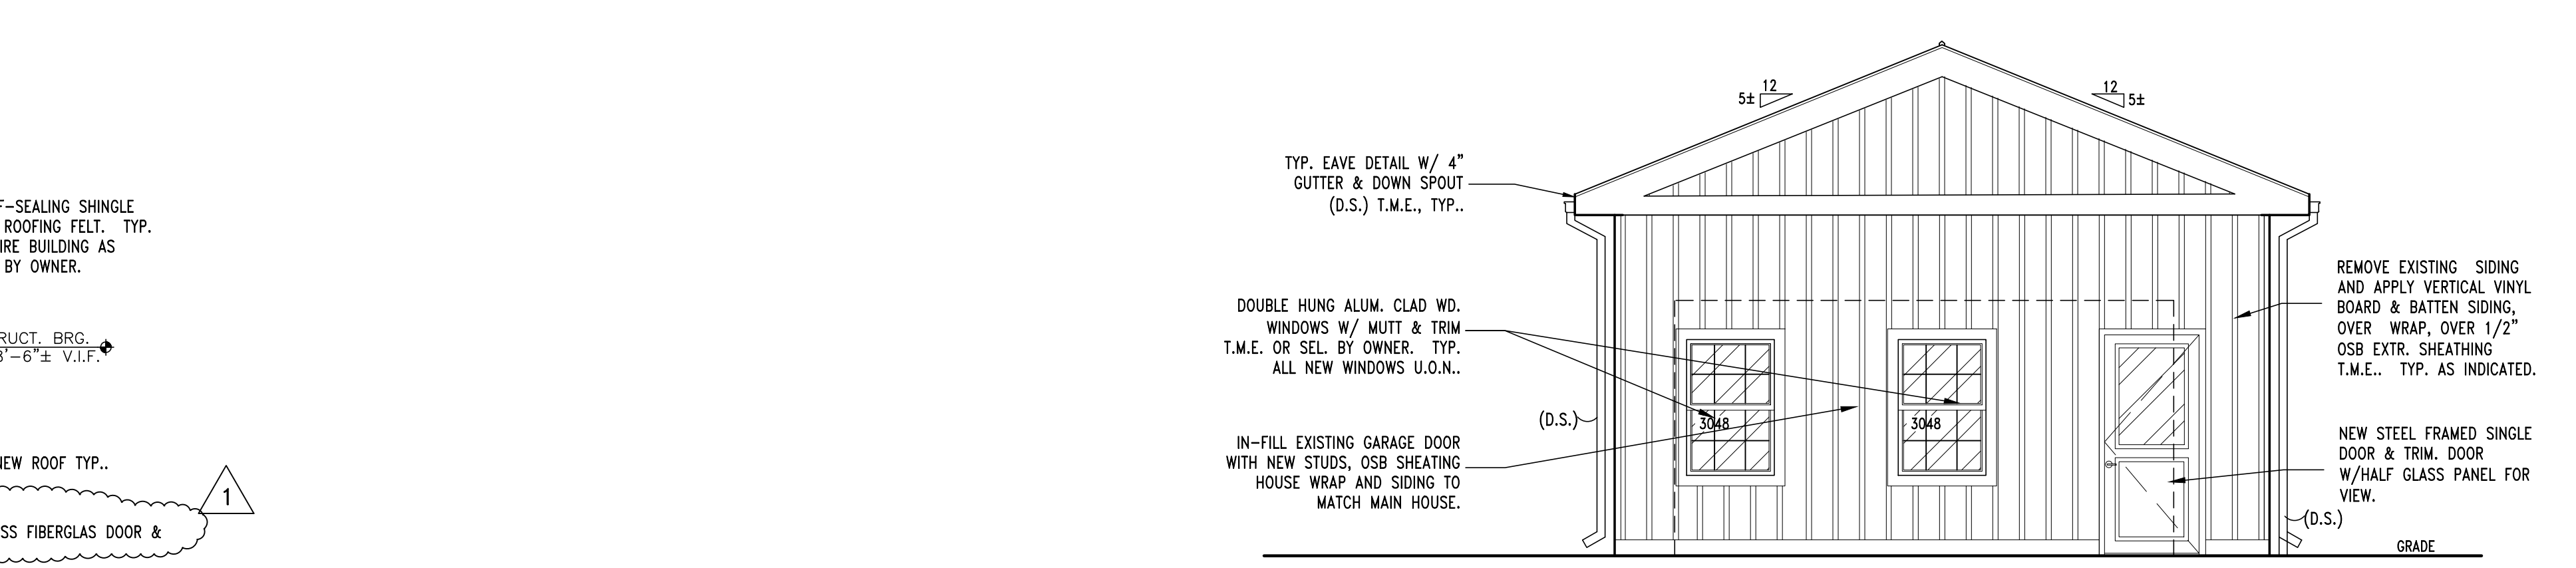 F-SEALING SHINGLE
ROOFING FELT. TYP.
IRE BUILDING AS
BY OWNER.
RUCT. BRG.
8'-6"± V.I.F.
NEW ROOF TYP..
1
SS FIBERGLAS DOOR &
12
5±
12
5±
TYP. EAVE DETAIL W/ 4"
GUTTER & DOWN SPOUT
(D.S.) T.M.E., TYP..
DOUBLE HUNG ALUM. CLAD WD.
WINDOWS W/ MUTT & TRIM
T.M.E. OR SEL. BY OWNER. TYP.
ALL NEW WINDOWS U.O.N..
(D.S.)
IN-FILL EXISTING GARAGE DOOR
WITH NEW STUDS, OSB SHEATING
HOUSE WRAP AND SIDING TO
MATCH MAIN HOUSE.
3048
3048
REMOVE EXISTING SIDING
AND APPLY VERTICAL VINYL
BOARD & BATTEN SIDING,
OVER WRAP, OVER 1/2"
OSB EXTR. SHEATHING
T.M.E.. TYP. AS INDICATED.
NEW STEEL FRAMED SINGLE
DOOR & TRIM. DOOR
W/HALF GLASS PANEL FOR
VIEW.
(D.S.)
GRADE